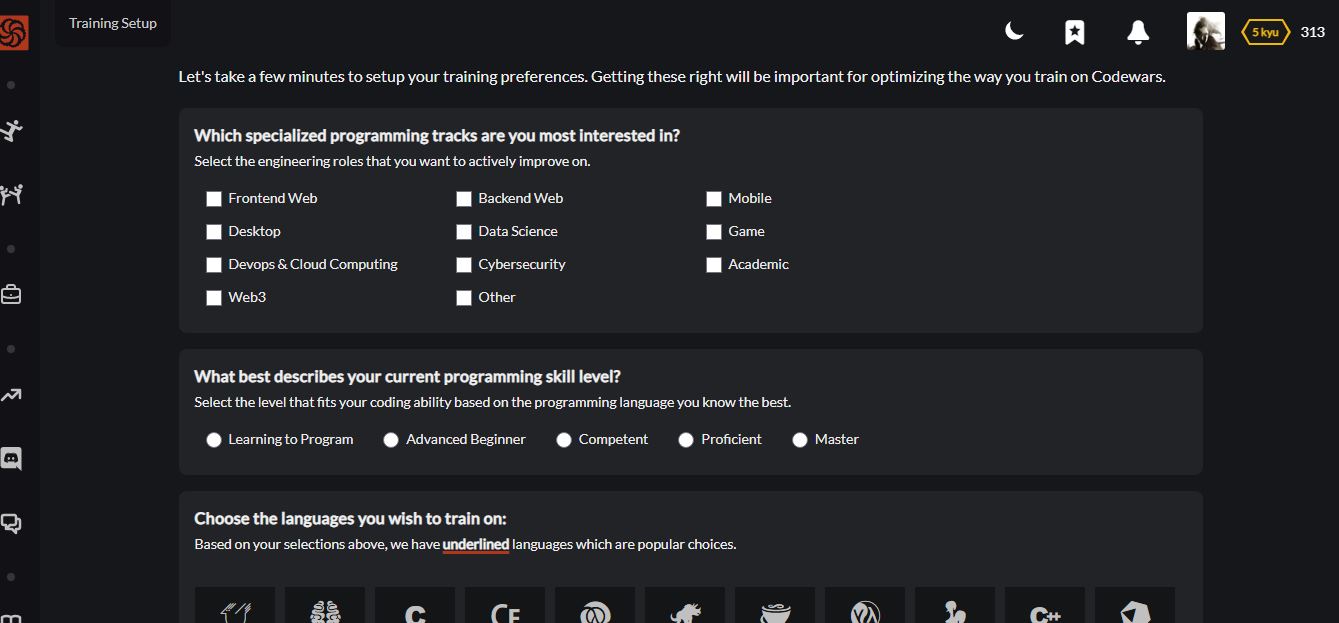 Training Setup
5 kyu
313
Let's take a few minutes to setup your training preferences. Getting these right will be important for optimizing the way you train on Codewars.
Which specialized programming tracks are you most interested in?
Select the engineering roles that you want to actively improve on.
Frontend Web
Backend Web
Mobile
Desktop
Data Science
Game
Devops & Cloud Computing
Cybersecurity
Academic
Web3
Other
What best describes your current programming skill level?
Select the level that fits your coding ability based on the programming language you know the best.
Learning to Program
Advanced Beginner
Competent
Proficient
Master
Choose the languages you wish to train on:
Based on your selections above, we have underlined languages which are popular choices.
C
CF
C++